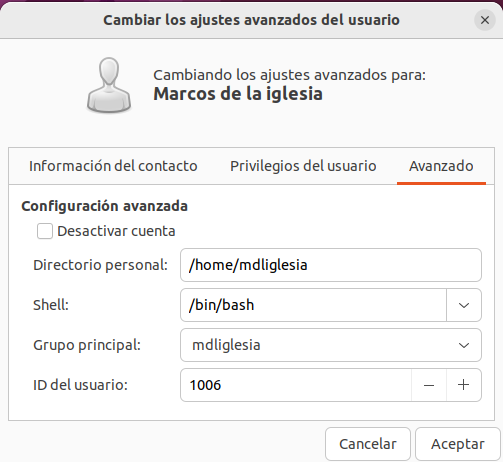 Cambiar los ajustes avanzados del usuario
Cambiando los ajustes avanzados para:
Marcos de la iglesia
Información del contacto
Privilegios del usuario
Avanzado
Configuración avanzada
Desactivar cuenta
Directorio personal: /home/mdliglesia
Shell: /bin/bash
Grupo principal: mdliglesia
ID del usuario: 1006
Cancelar
Aceptar